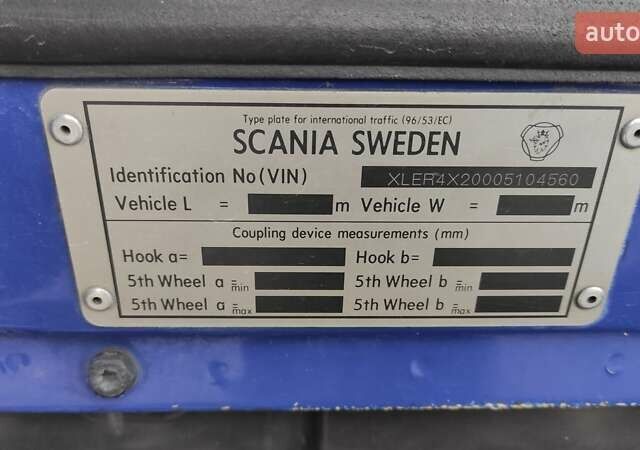 auto
Type plate for international traffic (96/53/EC)
SCANIA SWEDEN
Identification No (VIN) XLER4X20005104560
Vehicle L = m Vehicle W = m
Coupling device measurements (mm)
Hook a= Hook b=
5th Wheel a = min 5th Wheel b = min
5th Wheel a = max 5th Wheel b = max